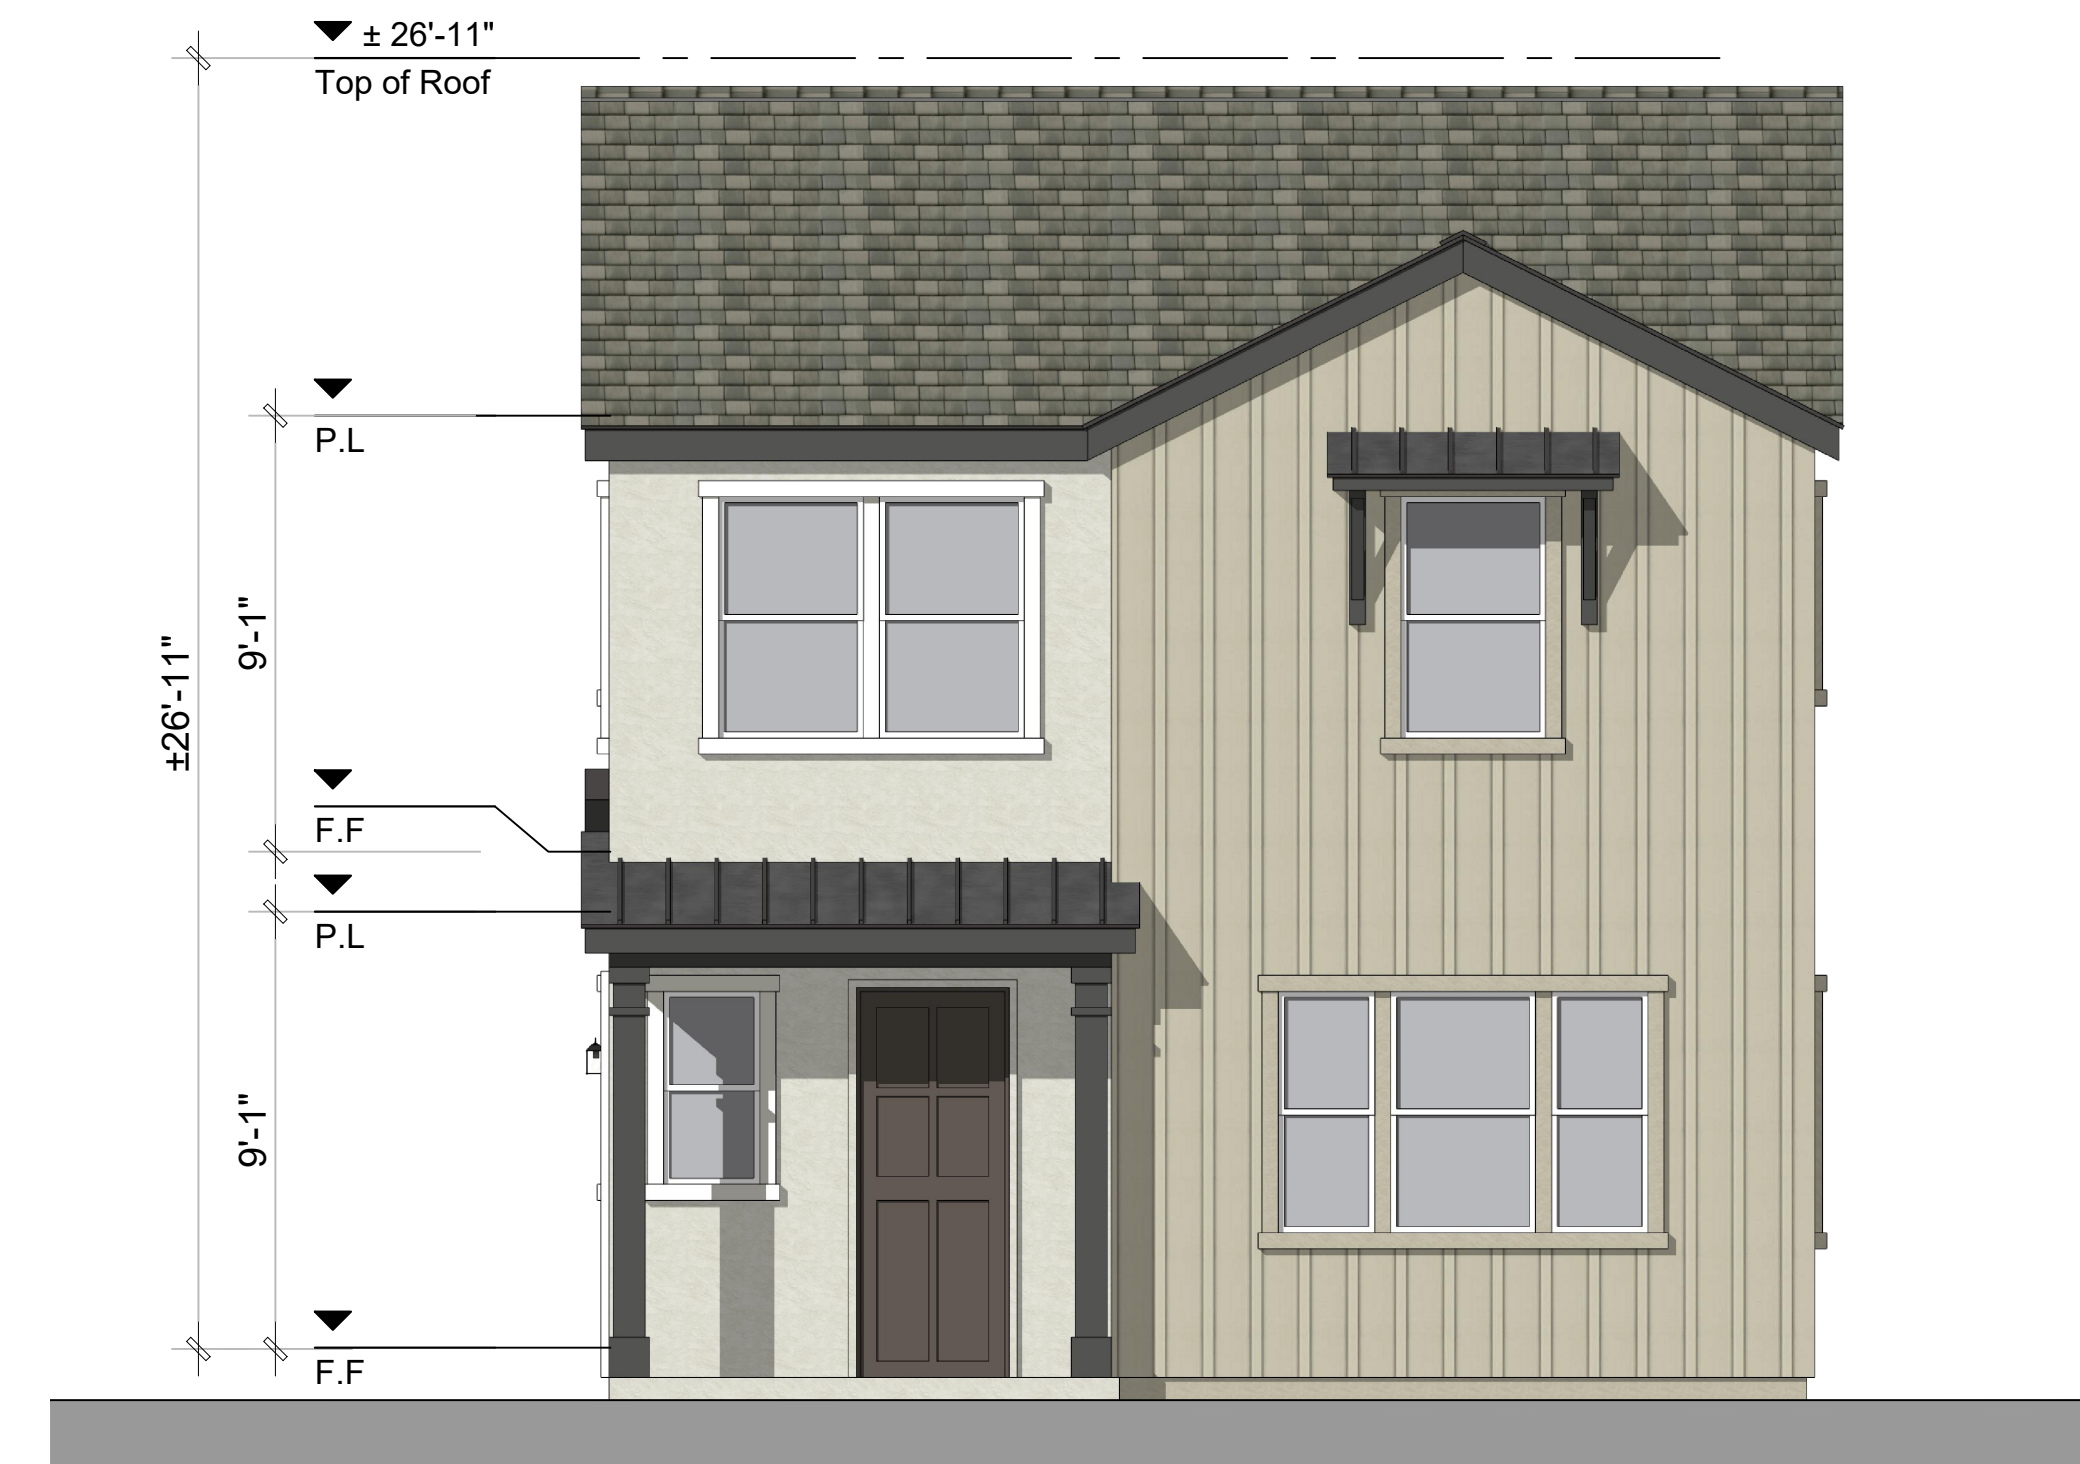 ± 26'-11"
Top of Roof
P.L
9'-1"
±26'-11"
F.F
P.L
9'-1"
F.F